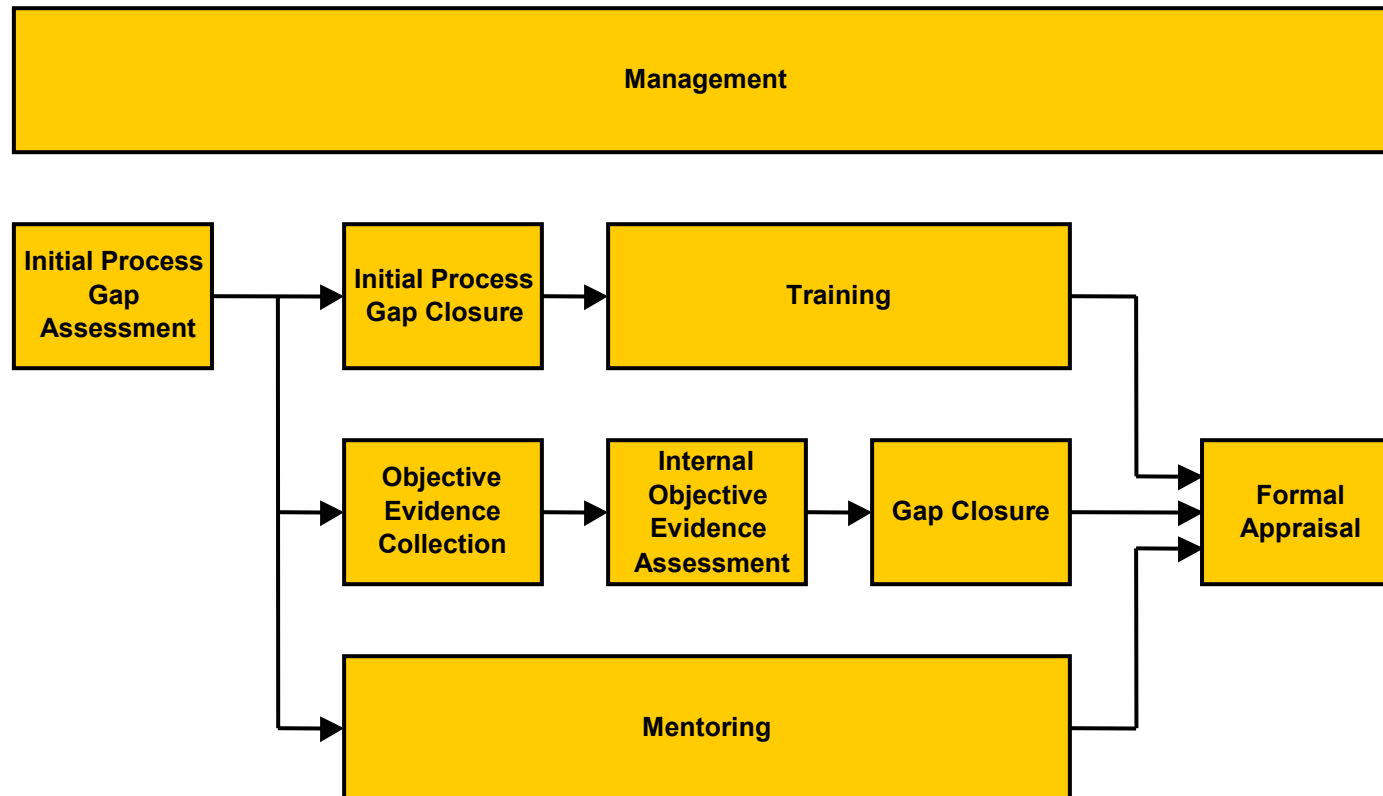 Management
Initial Process
Gap
Assessment
Initial Process
Gap Closure
Training
Objective
Evidence
Collection
Internal
Objective
Evidence
Assessment
Gap Closure
Formal
Appraisal
Mentoring